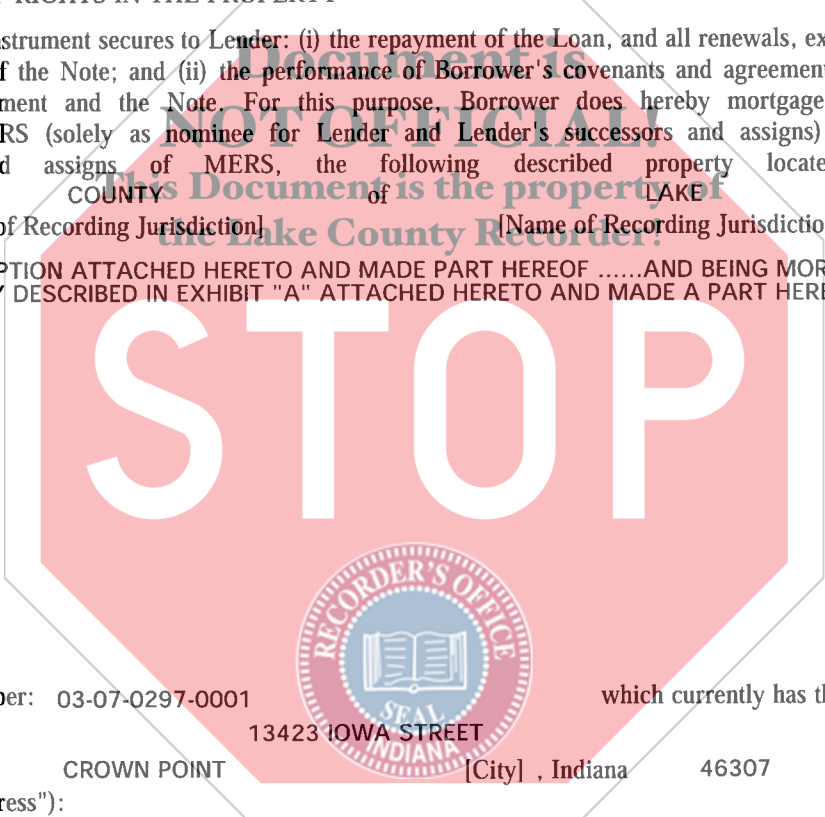 RIGHTS IN THE PROPERTY
strument secures to Lender: (i) the repayment of the Loan, and all renewals, ex
f the Note; and (ii) the performance of Borrower's covenants and agreement
ment and the Note. For this purpose, Borrower does hereby mortgage
RS (solely as nominee for Lender and Lender's successors and assigns)
d assigns of MERS, the following described property locate
COUNTY of LAKE
of Recording Jurisdiction] [Name of Recording Jurisdictio
Document is
NOT OFFICIAL!
This Document is the property of
the Lake County Recorder!
PTION ATTACHED HERETO AND MADE PART HEREOF ......AND BEING MOR
Y DESCRIBED IN EXHIBIT "A" ATTACHED HERETO AND MADE A PART HERE
STOP
RECORDER'S OFFICE
SEAL
INDIANA
ber: 03-07-0297-0001 which currently has th
13423 IOWA STREET
CROWN POINT [City] , Indiana 46307
ress"):